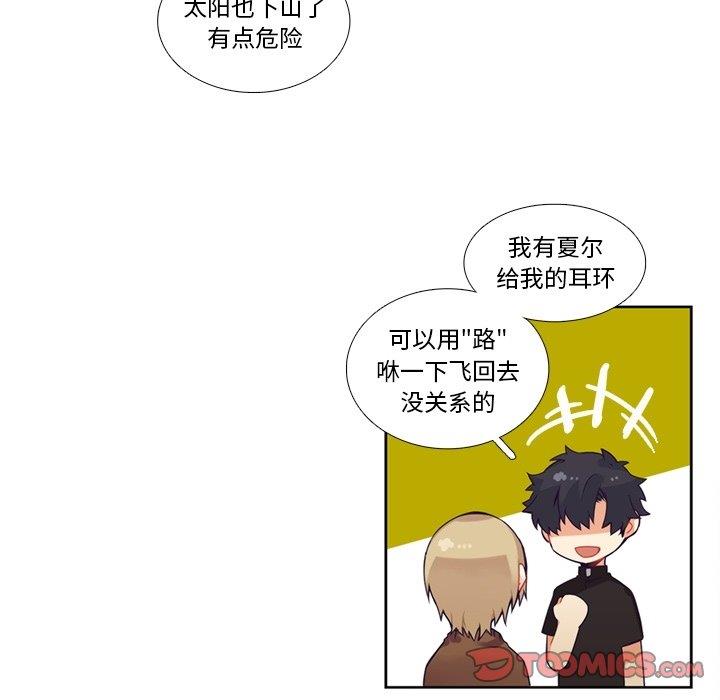 太阳也下山了
有点危险
我有夏尔
给我的耳环
可以用"路"
咻一下飞回去
没关系的
TOOMICS.com